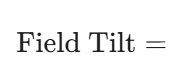 Field Tilt =